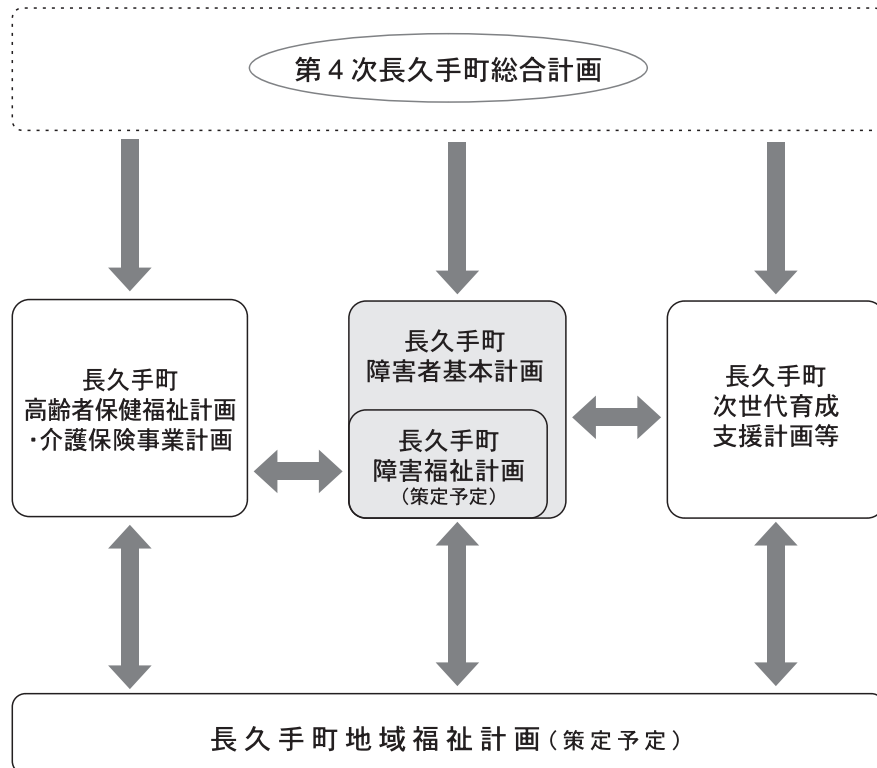 第4次長久手町総合計画
長久手町
高齢者保健福祉計画
・介護保険事業計画
長久手町
障害者基本計画
長久手町
障害福祉計画
(策定予定)
長久手町
次世代育成
支援計画等
長久手町地域福祉計画(策定予定)